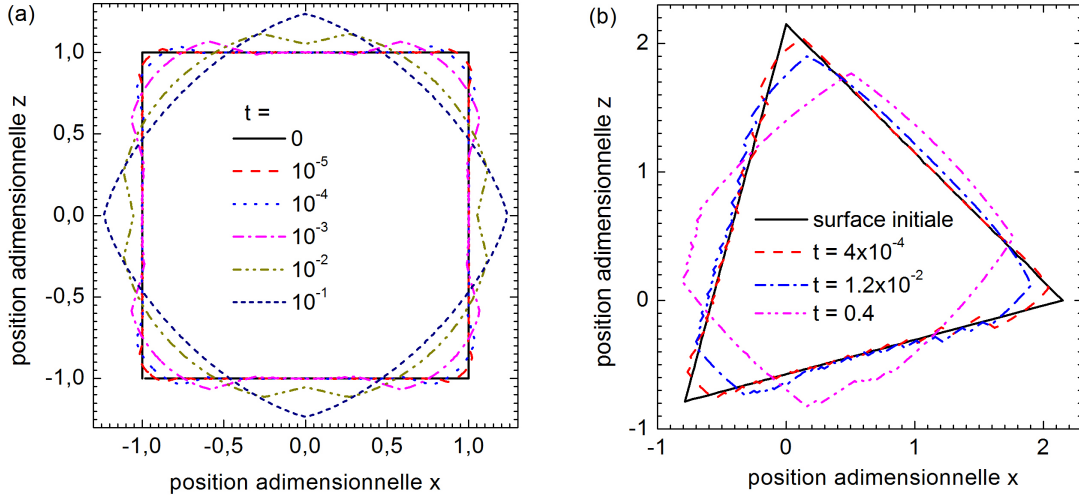 (a)
position adimensionnelle z
1,0
0,5
0,0
-0,5
-1,0
t =
0
10⁻⁵
10⁻⁴
10⁻³
10⁻²
10⁻¹
-1,0 -0,5 0,0 0,5 1,0
position adimensionnelle x
(b)
position adimensionnelle z
2
1
0
-1
surface initiale
t = 4x10⁻⁴
t = 1.2x10⁻²
t = 0.4
-1 0 1 2
position adimensionnelle x